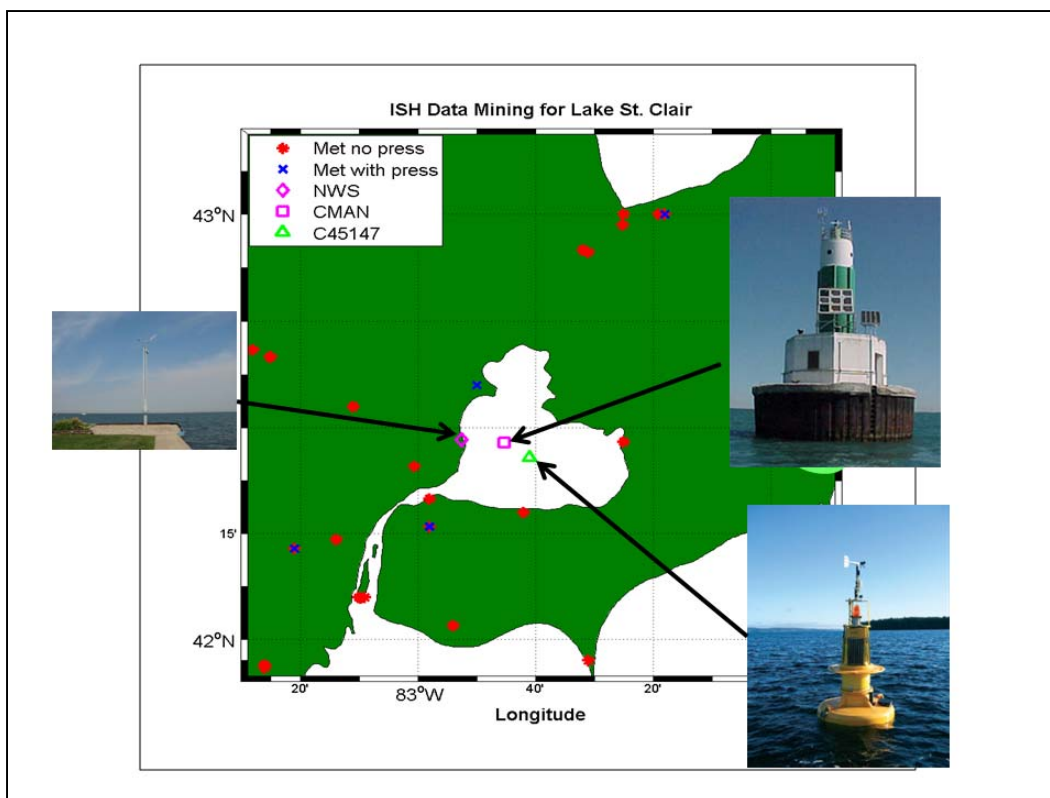 ISH Data Mining for Lake St. Clair
Met no press
Met with press
NWS
CMAN
C45147
43°N
15'
42°N
20'
83°W
40'
20'
Longitude